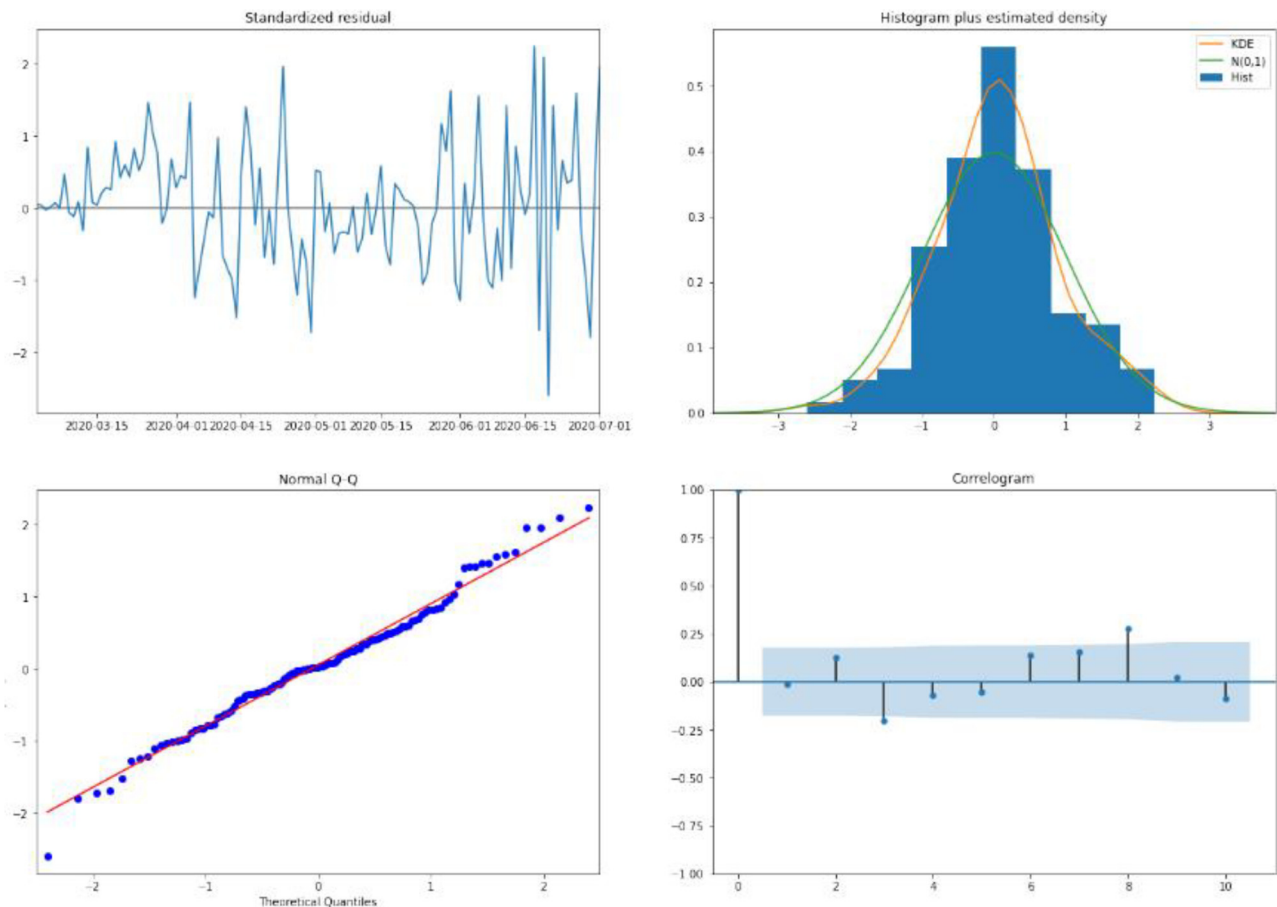 Standardized residual
2
1
0
−1
−2
2020-03-15 2020-04-01 2020-04-15 2020-05-01 2020-05-15 2020-06-01 2020-06-15 2020-07-01
Histogram plus estimated density
KDE
N(0,1)
Hist
0.5
0.4
0.3
0.2
0.1
0.0
−3 −2 −1 0 1 2 3
Normal Q-Q
2
1
0
−1
−2
−2 −1 0 1 2
Theoretical Quantiles
Correlogram
1.00
0.75
0.50
0.25
0.00
−0.25
−0.50
−0.75
−1.00
0 2 4 6 8 10